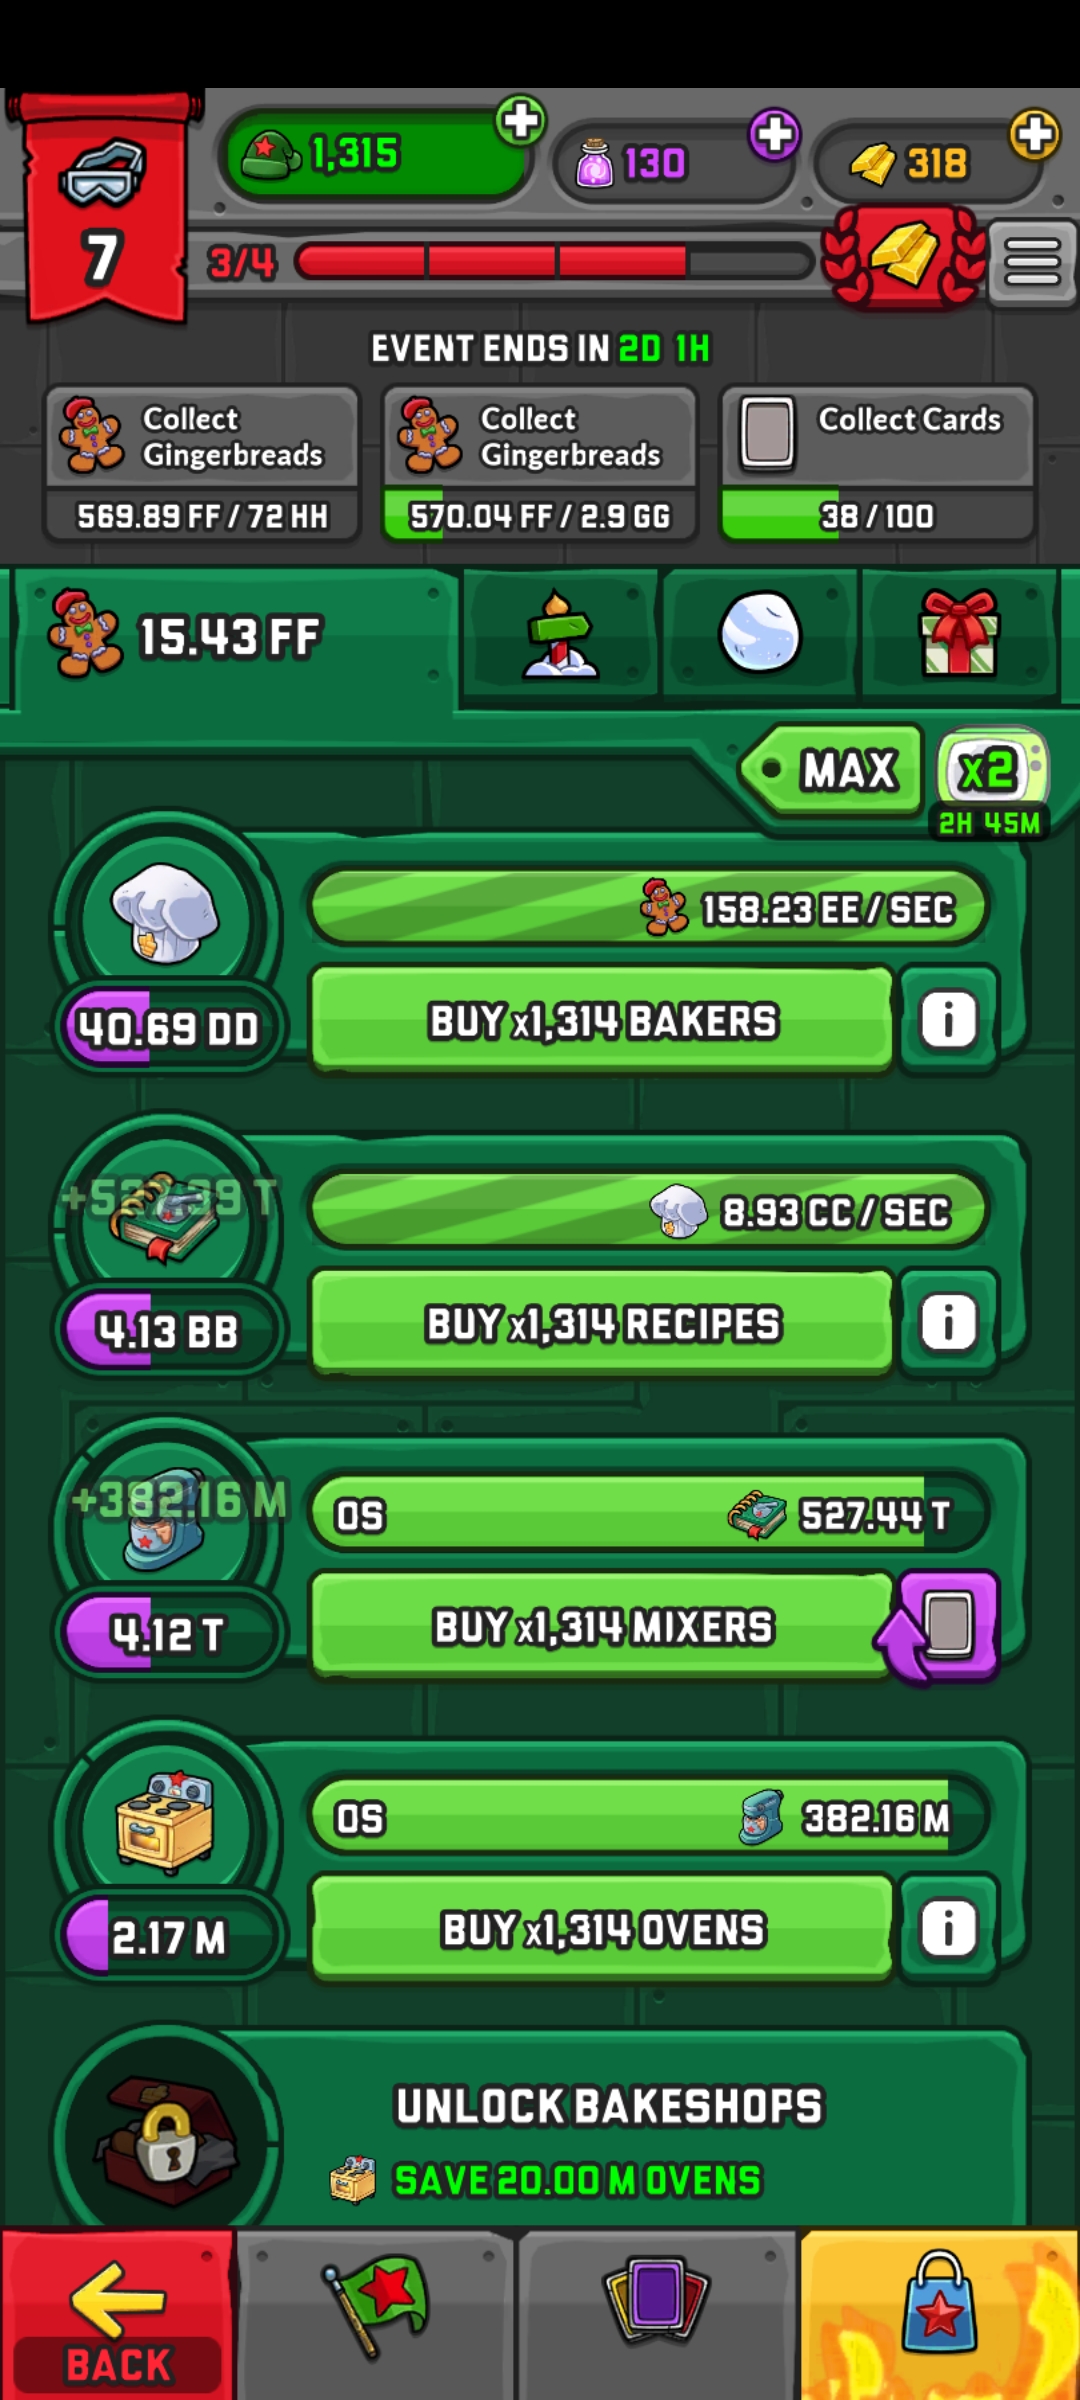 1,315
130
318
7
3/4
EVENT ENDS IN 2D 1H
Collect
Gingerbreads
569.89 FF / 72 HH
Collect
Gingerbreads
570.04 FF / 2.9 GG
Collect Cards
38 / 100
15.43 FF
MAX
x2
2H 45M
158.23 EE / SEC
40.69 DD
BUY x1,314 BAKERS
i
+527.39 T
8.93 CC / SEC
4.13 BB
BUY x1,314 RECIPES
i
+382.16 M
0S
527.44 T
4.12 T
BUY x1,314 MIXERS
0S
382.16 M
2.17 M
BUY x1,314 OVENS
i
UNLOCK BAKESHOPS
SAVE 20.00 M OVENS
BACK